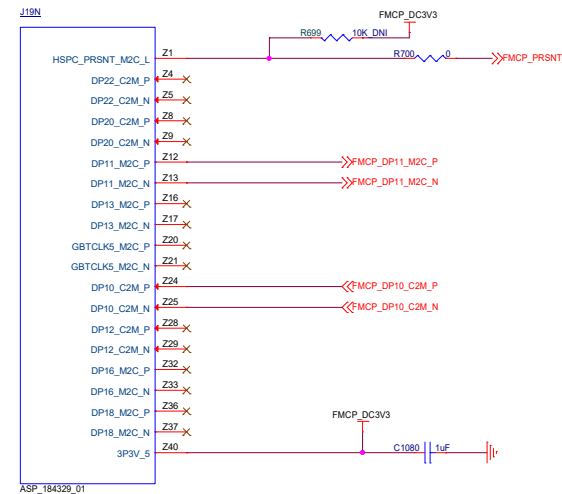 J19N
FMCP_DC3V3
R699 10K_DNI
HSPC_PRSNT_M2C_L Z1 R700 0 FMCP_PRSNT
DP22_C2M_P Z4
DP22_C2M_N Z5
DP20_C2M_P Z8
DP20_C2M_N Z9
DP11_M2C_P Z12 FMCP_DP11_M2C_P
DP11_M2C_N Z13 FMCP_DP11_M2C_N
DP13_M2C_P Z16
DP13_M2C_N Z17
GBTCLK5_M2C_P Z20
GBTCLK5_M2C_N Z21
DP10_C2M_P Z24 FMCP_DP10_C2M_P
DP10_C2M_N Z25 FMCP_DP10_C2M_N
DP12_C2M_P Z28
DP12_C2M_N Z29
DP16_M2C_P Z32
DP16_M2C_N Z33
DP18_M2C_P Z36
FMCP_DC3V3
DP18_M2C_N Z37
3P3V_5 Z40 C1080 1uF
ASP_184329_01